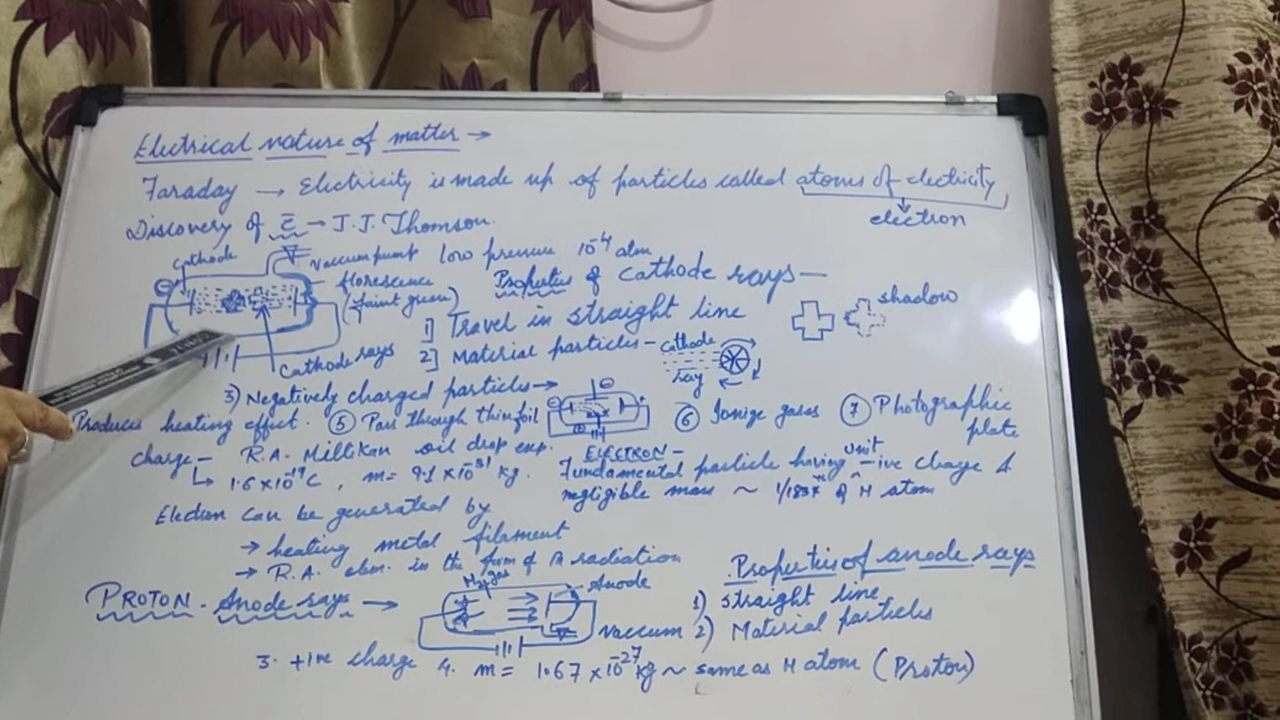 Electrical nature of matter →
Faraday → Electricity is made up of particles called atoms of electricity
electron
Discovery of ē → J.J. Thomson.
Cathode
Vaccum pump low pressure 10⁻⁴ atm
florescence
(faint green)
Cathode rays
Properties of cathode rays —
1] Travel in straight line
shadow
2] Material particles - Cathode
ray
3) Negatively charged particles →
Produces heating effect. ⑤ Pass through thin foil
⑥ Ionize gases ⑦ Photographic
plate
charge - R.A. Millikan oil drop exp.
↳ 1.6 x 10⁻¹⁹ C, m = 9.1 x 10⁻³¹ kg.
ELECTRON -
Fundamental particle having unit -ive charge &
negligible mass ~ 1/1837 of H atom
Electron can be generated by
→ heating metal filament
→ R.A. elem. in the form of β radiation
PROTON - Anode rays →
H₂ gas
Anode
Vaccum
Properties of anode rays
1) Straight line
2) Material particles
3. +ive charge 4. m = 1.67 x 10⁻²⁷ kg ~ same as H atom (Proton)